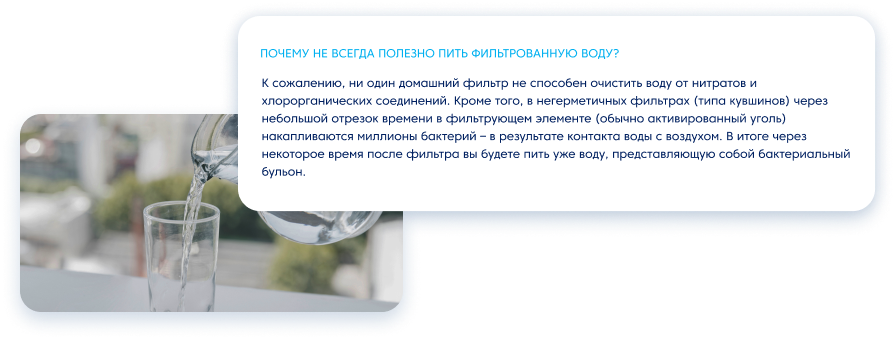 ПОЧЕМУ НЕ ВСЕГДА ПОЛЕЗНО ПИТЬ ФИЛЬТРОВАННУЮ ВОДУ?
К сожалению, ни один домашний фильтр не способен очистить воду от нитратов и
хлорорганических соединений. Кроме того, в негерметичных фильтрах (типа кувшинов) через
небольшой отрезок времени в фильтрующем элементе (обычно активированный уголь)
накапливаются миллионы бактерий – в результате контакта воды с воздухом. В итоге через
некоторое время после фильтра вы будете пить уже воду, представляющую собой бактериальный
бульон.